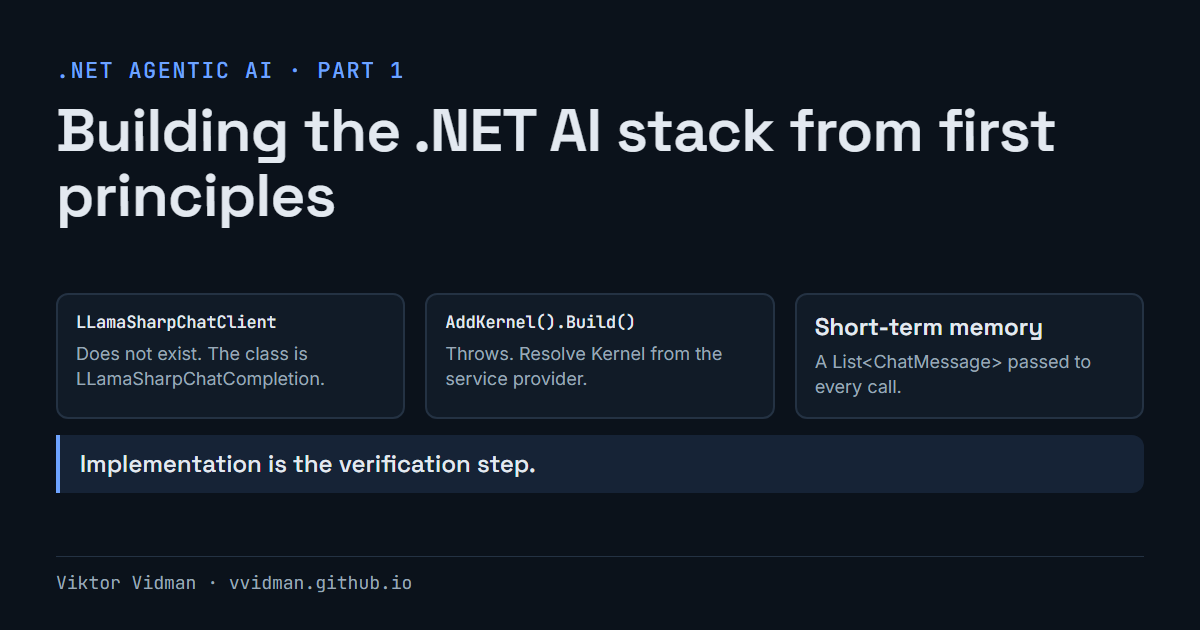 .NET AGENTIC AI · PART 1
Building the .NET AI stack from first
principles
LLamaSharpChatClient
Does not exist. The class is
LLamaSharpChatCompletion.
AddKernel().Build()
Throws. Resolve Kernel from the
service provider.
Short-term memory
A List<ChatMessage> passed to
every call.
Implementation is the verification step.
Viktor Vidman · vvidman.github.io